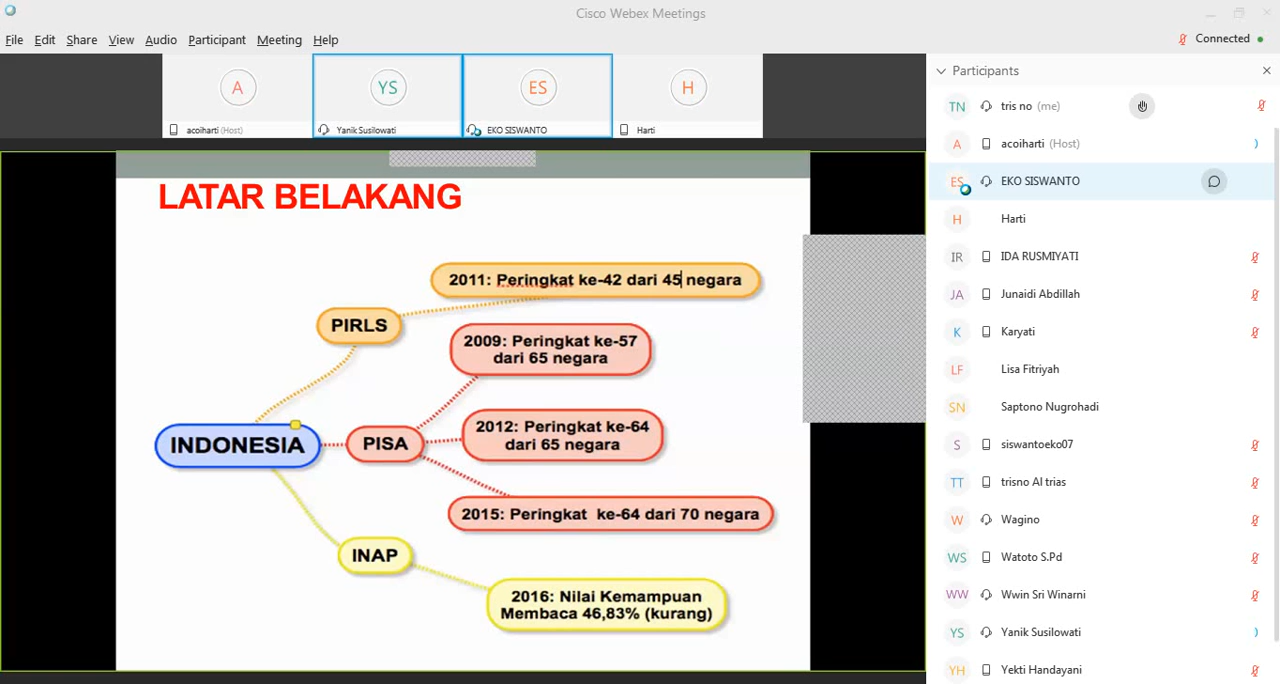 Cisco Webex Meetings
File Edit Share View Audio Participant Meeting Help
Connected
A
YS
ES
H
acoiharti (Host)
Yanik Susilowati
EKO SISWANTO
Harti
LATAR BELAKANG
2011: Peringkat ke-42 dari 45 negara
PIRLS
2009: Peringkat ke-57
dari 65 negara
2012: Peringkat ke-64
dari 65 negara
INDONESIA
PISA
2015: Peringkat ke-64 dari 70 negara
INAP
2016: Nilai Kemampuan
Membaca 46,83% (kurang)
Participants
TN tris no (me)
A acoiharti (Host)
ES EKO SISWANTO
H Harti
IR IDA RUSMIYATI
JA Junaidi Abdillah
K Karyati
LF Lisa Fitriyah
SN Saptono Nugrohadi
S siswantoeko07
TT trisno Al trias
W Wagino
WS Watoto S.Pd
WW Wwin Sri Winarni
YS Yanik Susilowati
YH Yekti Handayani